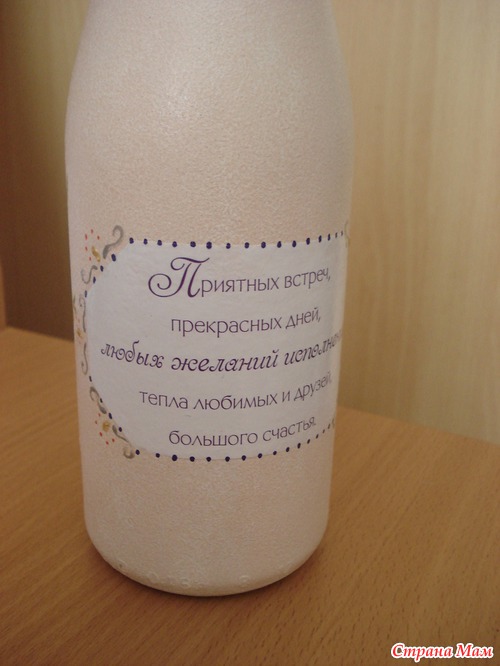 Приятных встреч,
прекрасных дней,
любых желаний
тепла любимых и друзей,
большого счастья.
Страна Мам